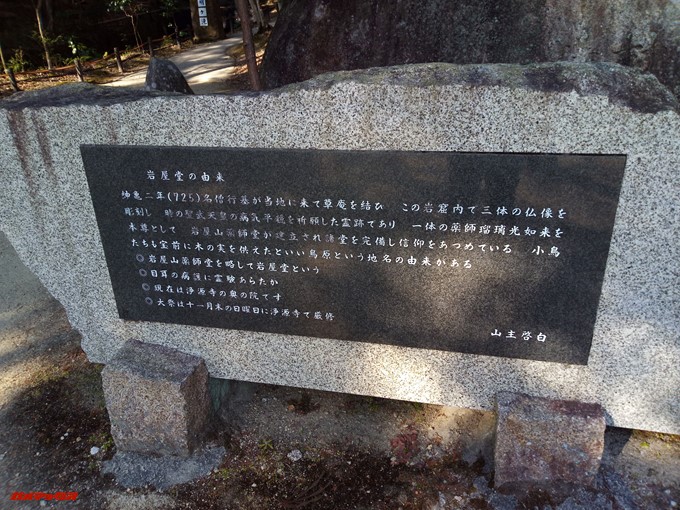 岩屋堂の由来
神亀二年(725)名僧行基が当地に来て草庵を結び この岩窟内で三体の仏像を
彫刻し 時の聖武天皇の病気平穏を祈願した霊跡であり 一体の薬師瑠璃光如来を
本尊として 岩屋山薬師堂が建立され諸堂を完備し信仰をあつめている 小鳥
たちも宝前に木の実を供えたといい鳥原という地名の由来がある
◎岩屋山薬師堂を略して岩屋堂という
◎目耳の病源に霊験あらたか
◎現在は浄源寺の奥の院です
◎大祭は十一月末の日曜日に浄源寺で厳修
山主啓白